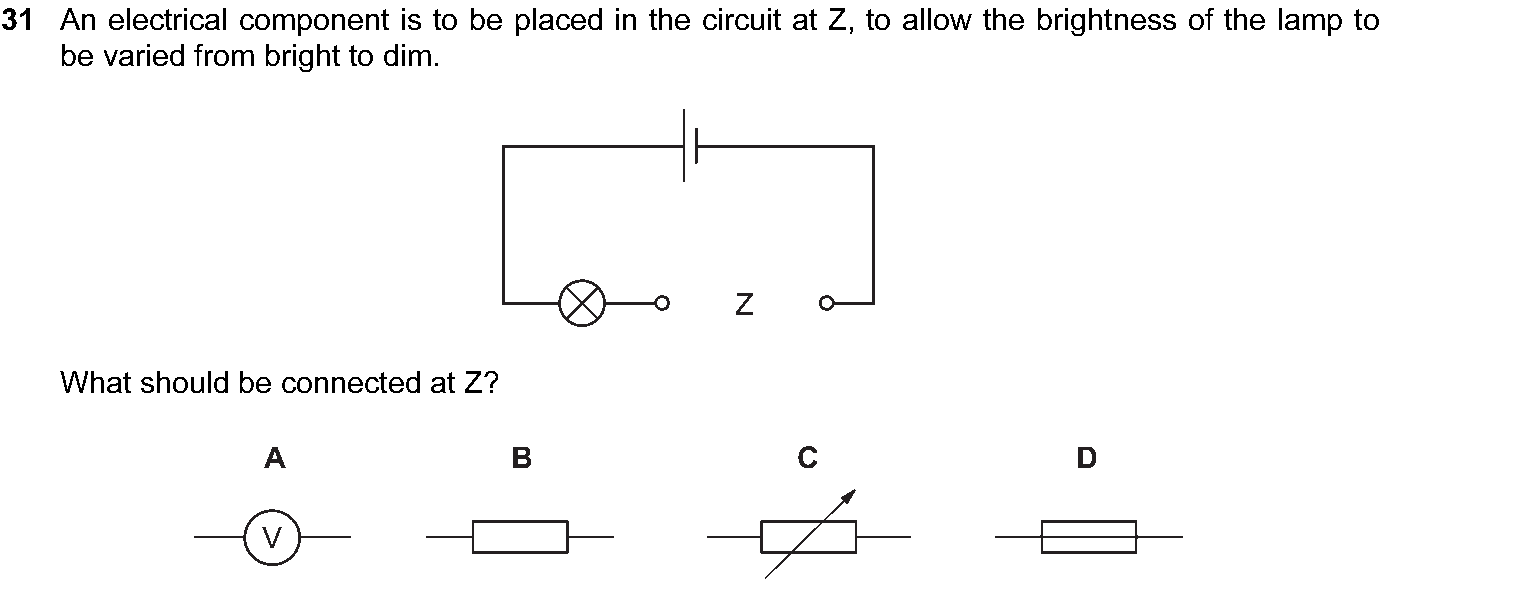 31 An electrical component is to be placed in the circuit at Z, to allow the brightness of the lamp to
be varied from bright to dim.
Z
What should be connected at Z?
A B C D
V